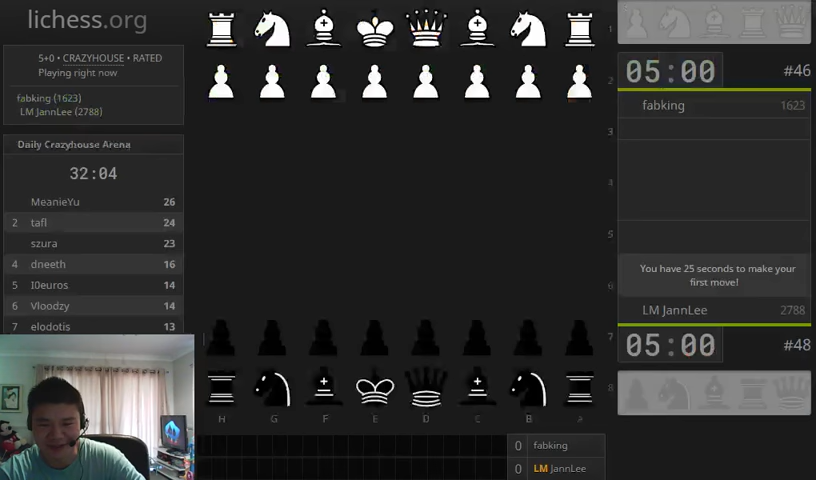 lichess.org
5+0 • CRAZYHOUSE • RATED
Playing right now
fabking (1623)
LM JannLee (2788)
Daily Crazyhouse Arena
32:04
MeanieYu 26
2 tafl 24
szura 23
4 dneeth 16
5 I0euros 14
6 Vloodzy 14
7 elodotis 13
1
2
3
4
5
6
7
8
H G F E D C B A
05:00 #46
fabking 1623
You have 25 seconds to make your
first move!
LM JannLee 2788
05:00 #48
0 fabking
0 LM JannLee